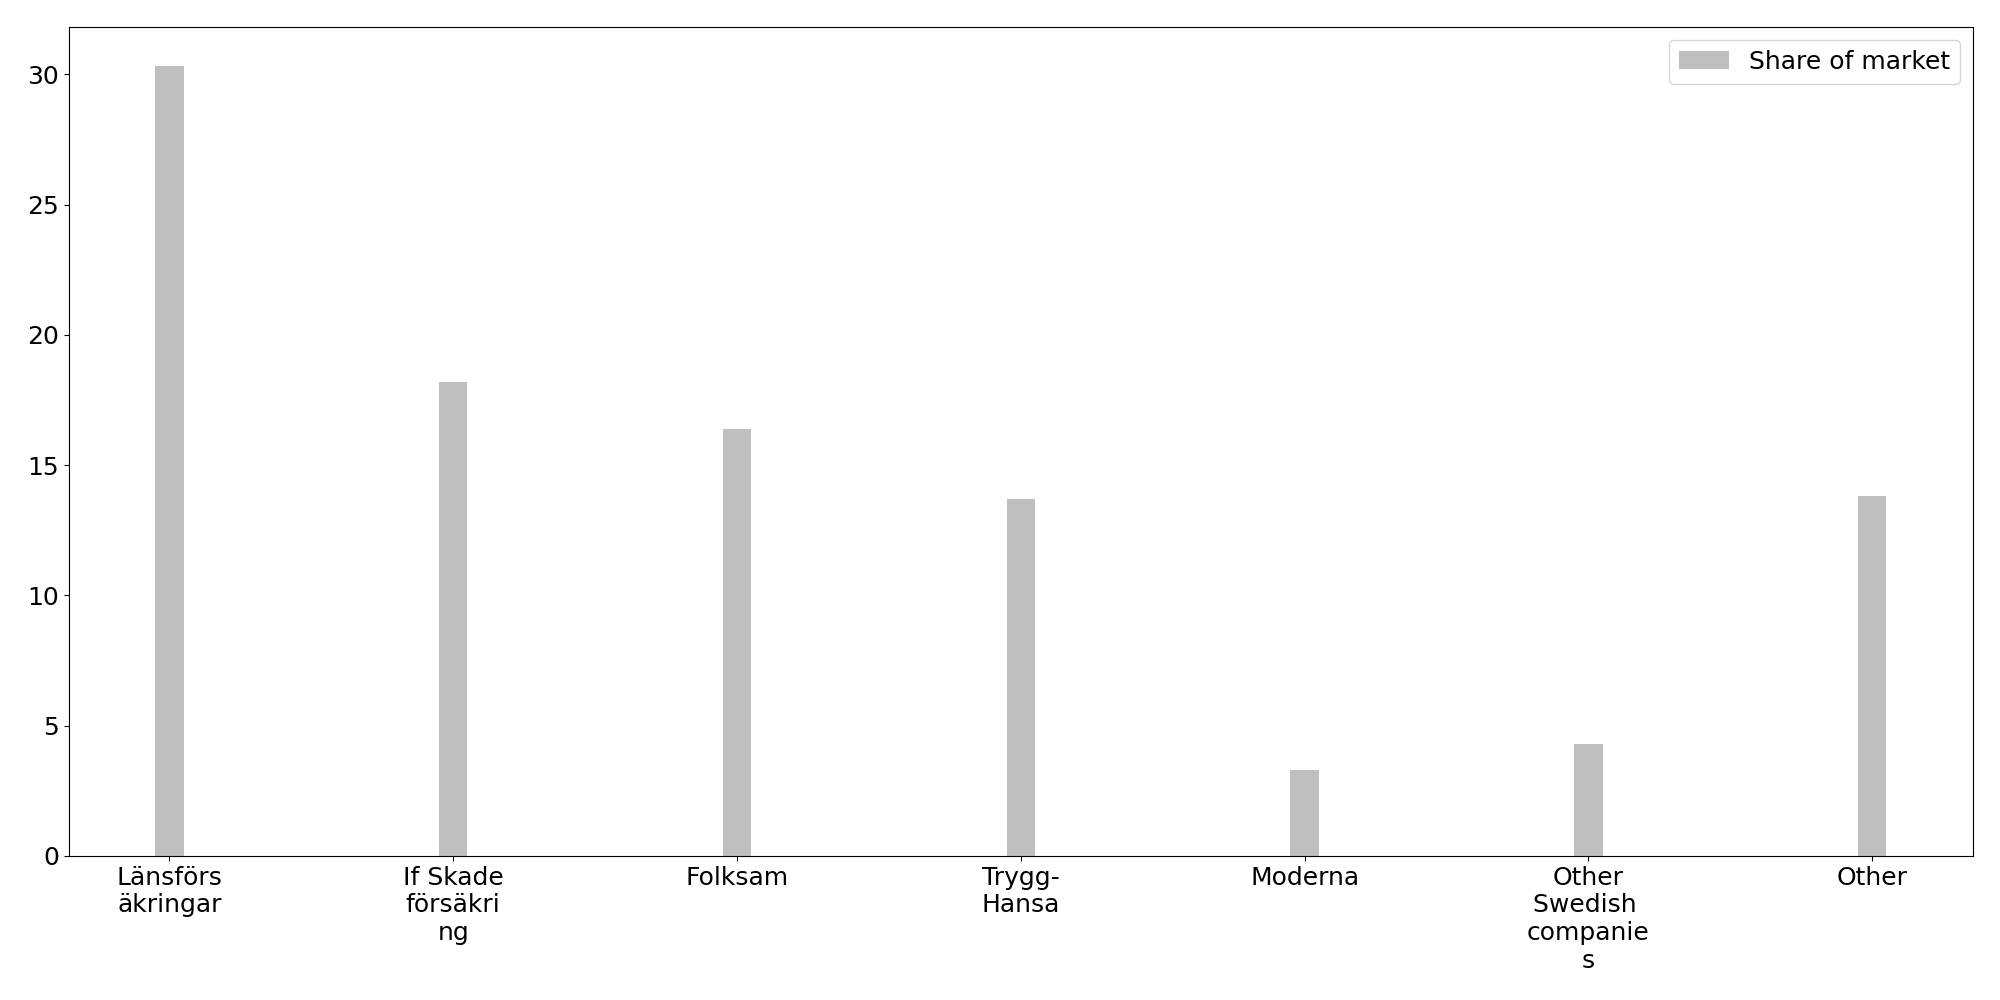 Share of market
30
25
20
15
10
5
0
Länsförs
äkringar
If Skade
försäkri
ng
Folksam
Trygg-
Hansa
Moderna
Other
Swedish
companie
s
Other